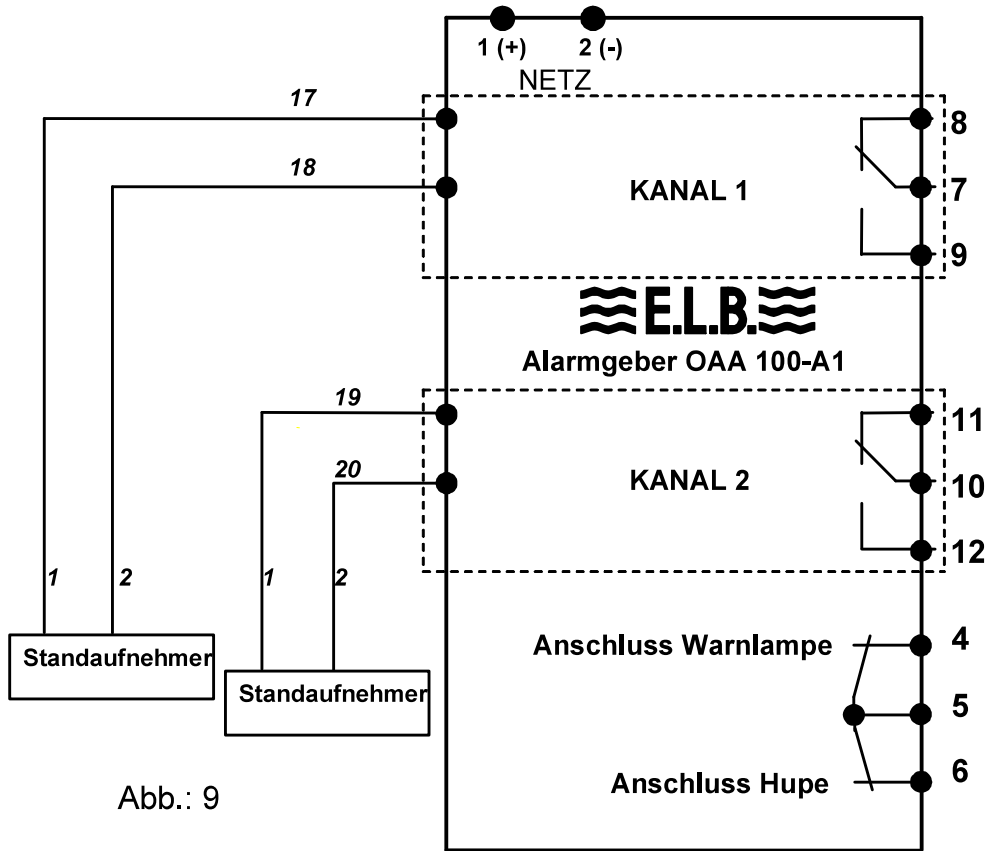 1 (+)
2 (-)
NETZ
17
18
KANAL 1
8
7
9
E.L.B.
Alarmgeber OAA 100-A1
19
20
KANAL 2
11
10
12
1
2
1
2
Standaufnehmer
Standaufnehmer
Anschluss Warnlampe
4
5
Anschluss Hupe
6
Abb.: 9